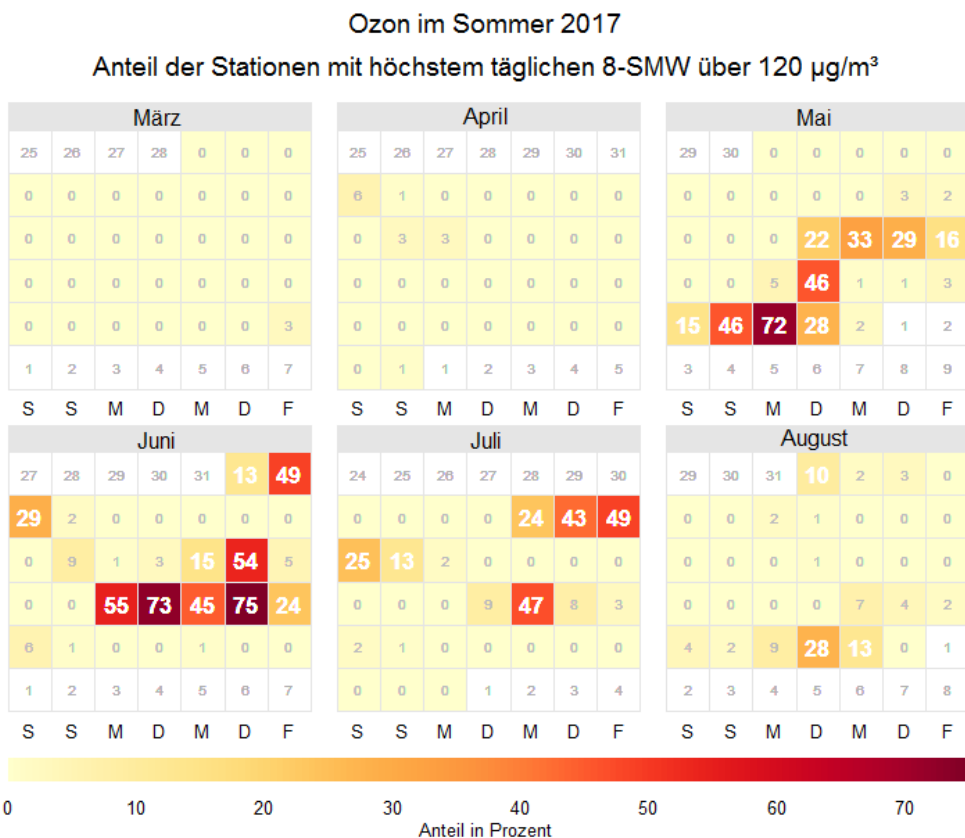 Ozon im Sommer 2017
Anteil der Stationen mit höchstem täglichen 8-SMW über 120 µg/m³
März
25 26 27 28 0 0 0
0 0 0 0 0 0 0
0 0 0 0 0 0 0
0 0 0 0 0 0 0
0 0 0 0 0 0 3
1 2 3 4 5 6 7
S S M D M D F
April
25 26 27 28 29 30 31
6 1 0 0 0 0 0
0 3 3 0 0 0 0
0 0 0 0 0 0 0
0 0 0 0 0 0 0
0 1 1 2 3 4 5
S S M D M D F
Mai
29 30 0 0 0 0 0
0 0 0 0 0 3 2
0 0 0 22 33 29 16
0 0 5 46 1 1 3
15 46 72 28 2 1 2
3 4 5 6 7 8 9
S S M D M D F
Juni
27 28 29 30 31 13 49
29 2 0 0 0 0 0
0 9 1 3 15 54 5
0 0 55 73 45 75 24
6 1 0 0 1 0 0
1 2 3 4 5 6 7
S S M D M D F
Juli
24 25 26 27 28 29 30
0 0 0 0 24 43 49
25 13 2 0 0 0 0
0 0 0 9 47 8 3
2 1 0 0 0 0 0
0 0 0 1 2 3 4
S S M D M D F
August
29 30 31 10 2 3 0
0 0 2 1 0 0 0
0 0 0 1 0 0 0
0 0 0 0 7 4 2
4 2 9 28 13 0 1
2 3 4 5 6 7 8
S S M D M D F
0 10 20 30 40 50 60 70
Anteil in Prozent